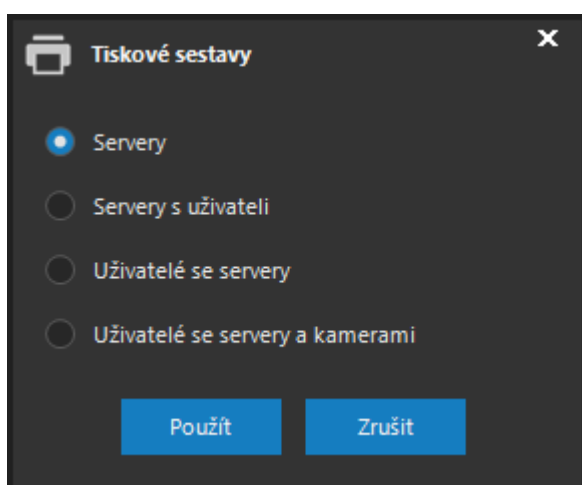 Tiskové sestavy
Servery
Servery s uživateli
Uživatelé se servery
Uživatelé se servery a kamerami
Použít
Zrušit